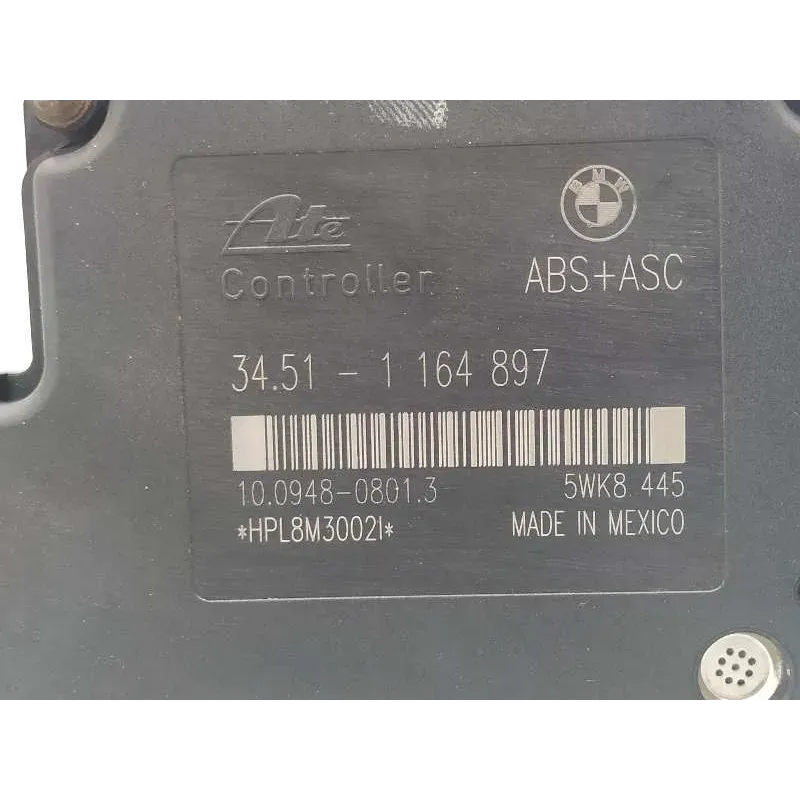 Ate
BMW
Controller
ABS+ASC
34.51 - 1 164 897
10.0948-0801.3
5WK8 445
*HPL8M3002I*
MADE IN MEXICO